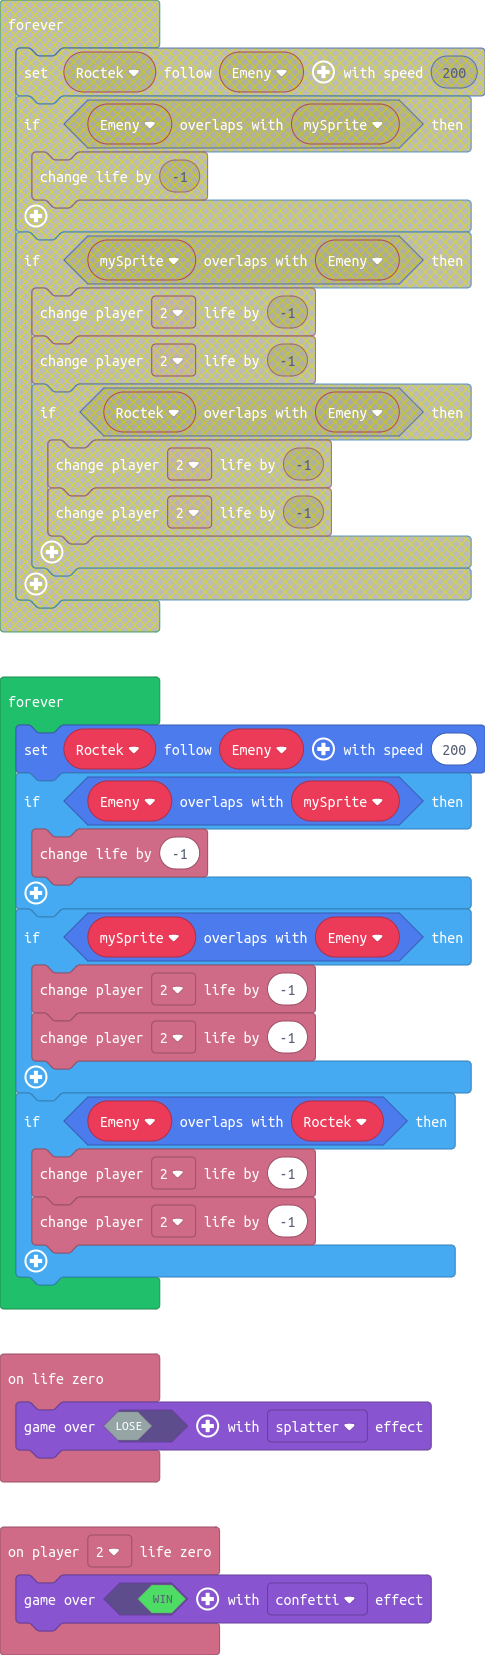 forever
set Roctek follow Emeny with speed 200
if Emeny overlaps with mySprite then
change life by -1
if mySprite overlaps with Emeny then
change player 2 life by -1
change player 2 life by -1
if Roctek overlaps with Emeny then
change player 2 life by -1
change player 2 life by -1
forever
set Roctek follow Emeny with speed 200
if Emeny overlaps with mySprite then
change life by -1
if mySprite overlaps with Emeny then
change player 2 life by -1
change player 2 life by -1
if Emeny overlaps with Roctek then
change player 2 life by -1
change player 2 life by -1
on life zero
game over LOSE with splatter effect
on player 2 life zero
game over WIN with confetti effect